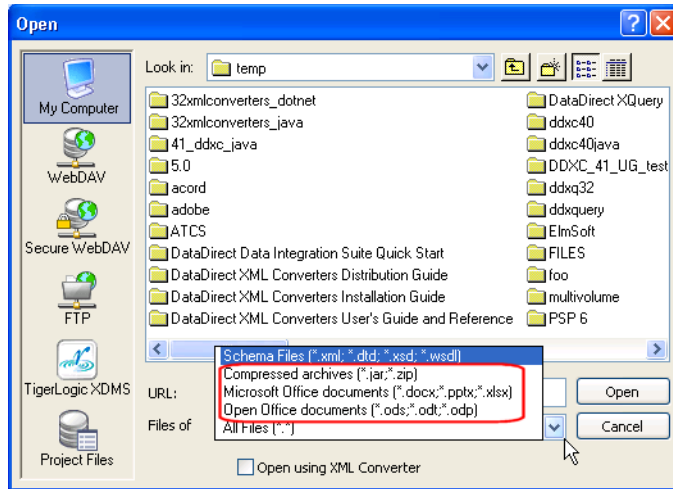 Open
Look in: temp
My Computer
WebDAV
Secure WebDAV
FTP
TigerLogic XDMS
Project Files
32xmlconverters_dotnet
32xmlconverters_java
41_ddxc_java
5.0
acord
adobe
ATCS
DataDirect Data Integration Suite Quick Start
DataDirect XML Converters Distribution Guide
DataDirect XML Converters Installation Guide
DataDirect XML Converters User's Guide and Reference
DataDirect XQuery
ddxc40
ddxc40java
DDXC_41_UG_test
ddxq32
ddxquery
ElmSoft
FILES
foo
multivolume
PSP 6
Schema Files (*.xml; *.dtd; *.xsd; *.wsdl)
Compressed archives (*.jar;*.zip)
Microsoft Office documents (*.docx;*.pptx;*.xlsx)
Open Office documents (*.ods;*.odt;*.odp)
All Files (*.*)
URL:
Open
Files of
Cancel
Open using XML Converter